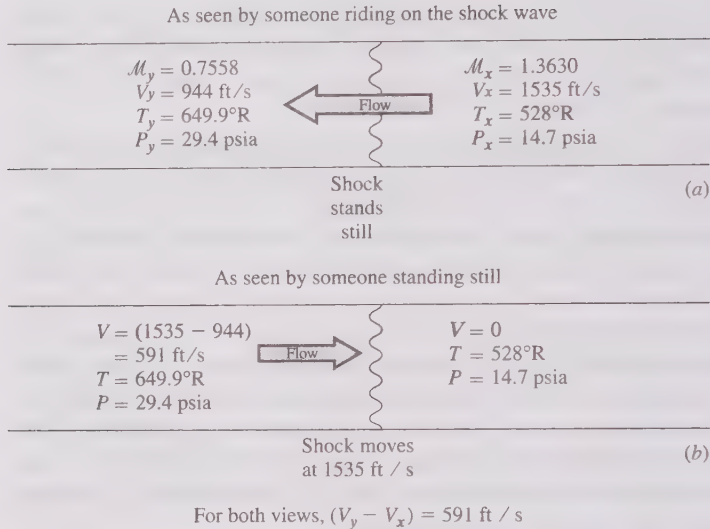 As seen by someone riding on the shock wave
ℳy = 0.7558
Vy = 944 ft/s
Ty = 649.9°R
Py = 29.4 psia
Flow
ℳx = 1.3630
Vx = 1535 ft/s
Tx = 528°R
Px = 14.7 psia
Shock
stands
still
(a)
As seen by someone standing still
V = (1535 − 944)
= 591 ft/s
T = 649.9°R
P = 29.4 psia
Flow
V = 0
T = 528°R
P = 14.7 psia
Shock moves
at 1535 ft / s
(b)
For both views, (Vy − Vx) = 591 ft / s